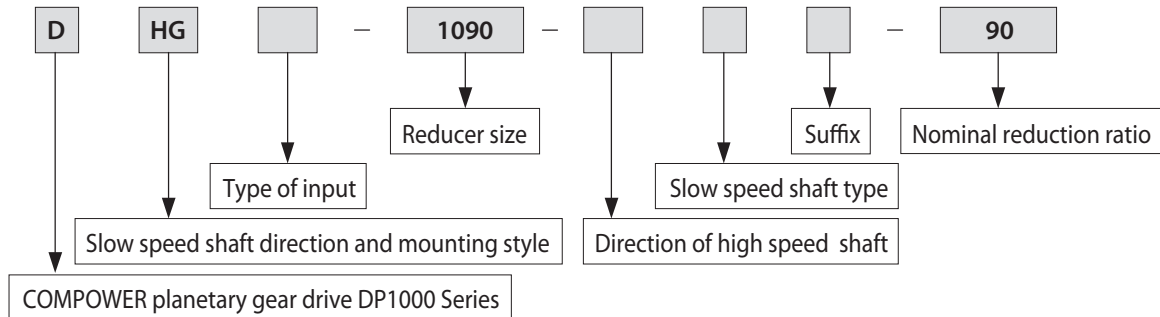 D HG – 1090 – – 90
Reducer size
Suffix
Nominal reduction ratio
Type of input
Slow speed shaft type
Slow speed shaft direction and mounting style
Direction of high speed shaft
COMPOWER planetary gear drive DP1000 Series